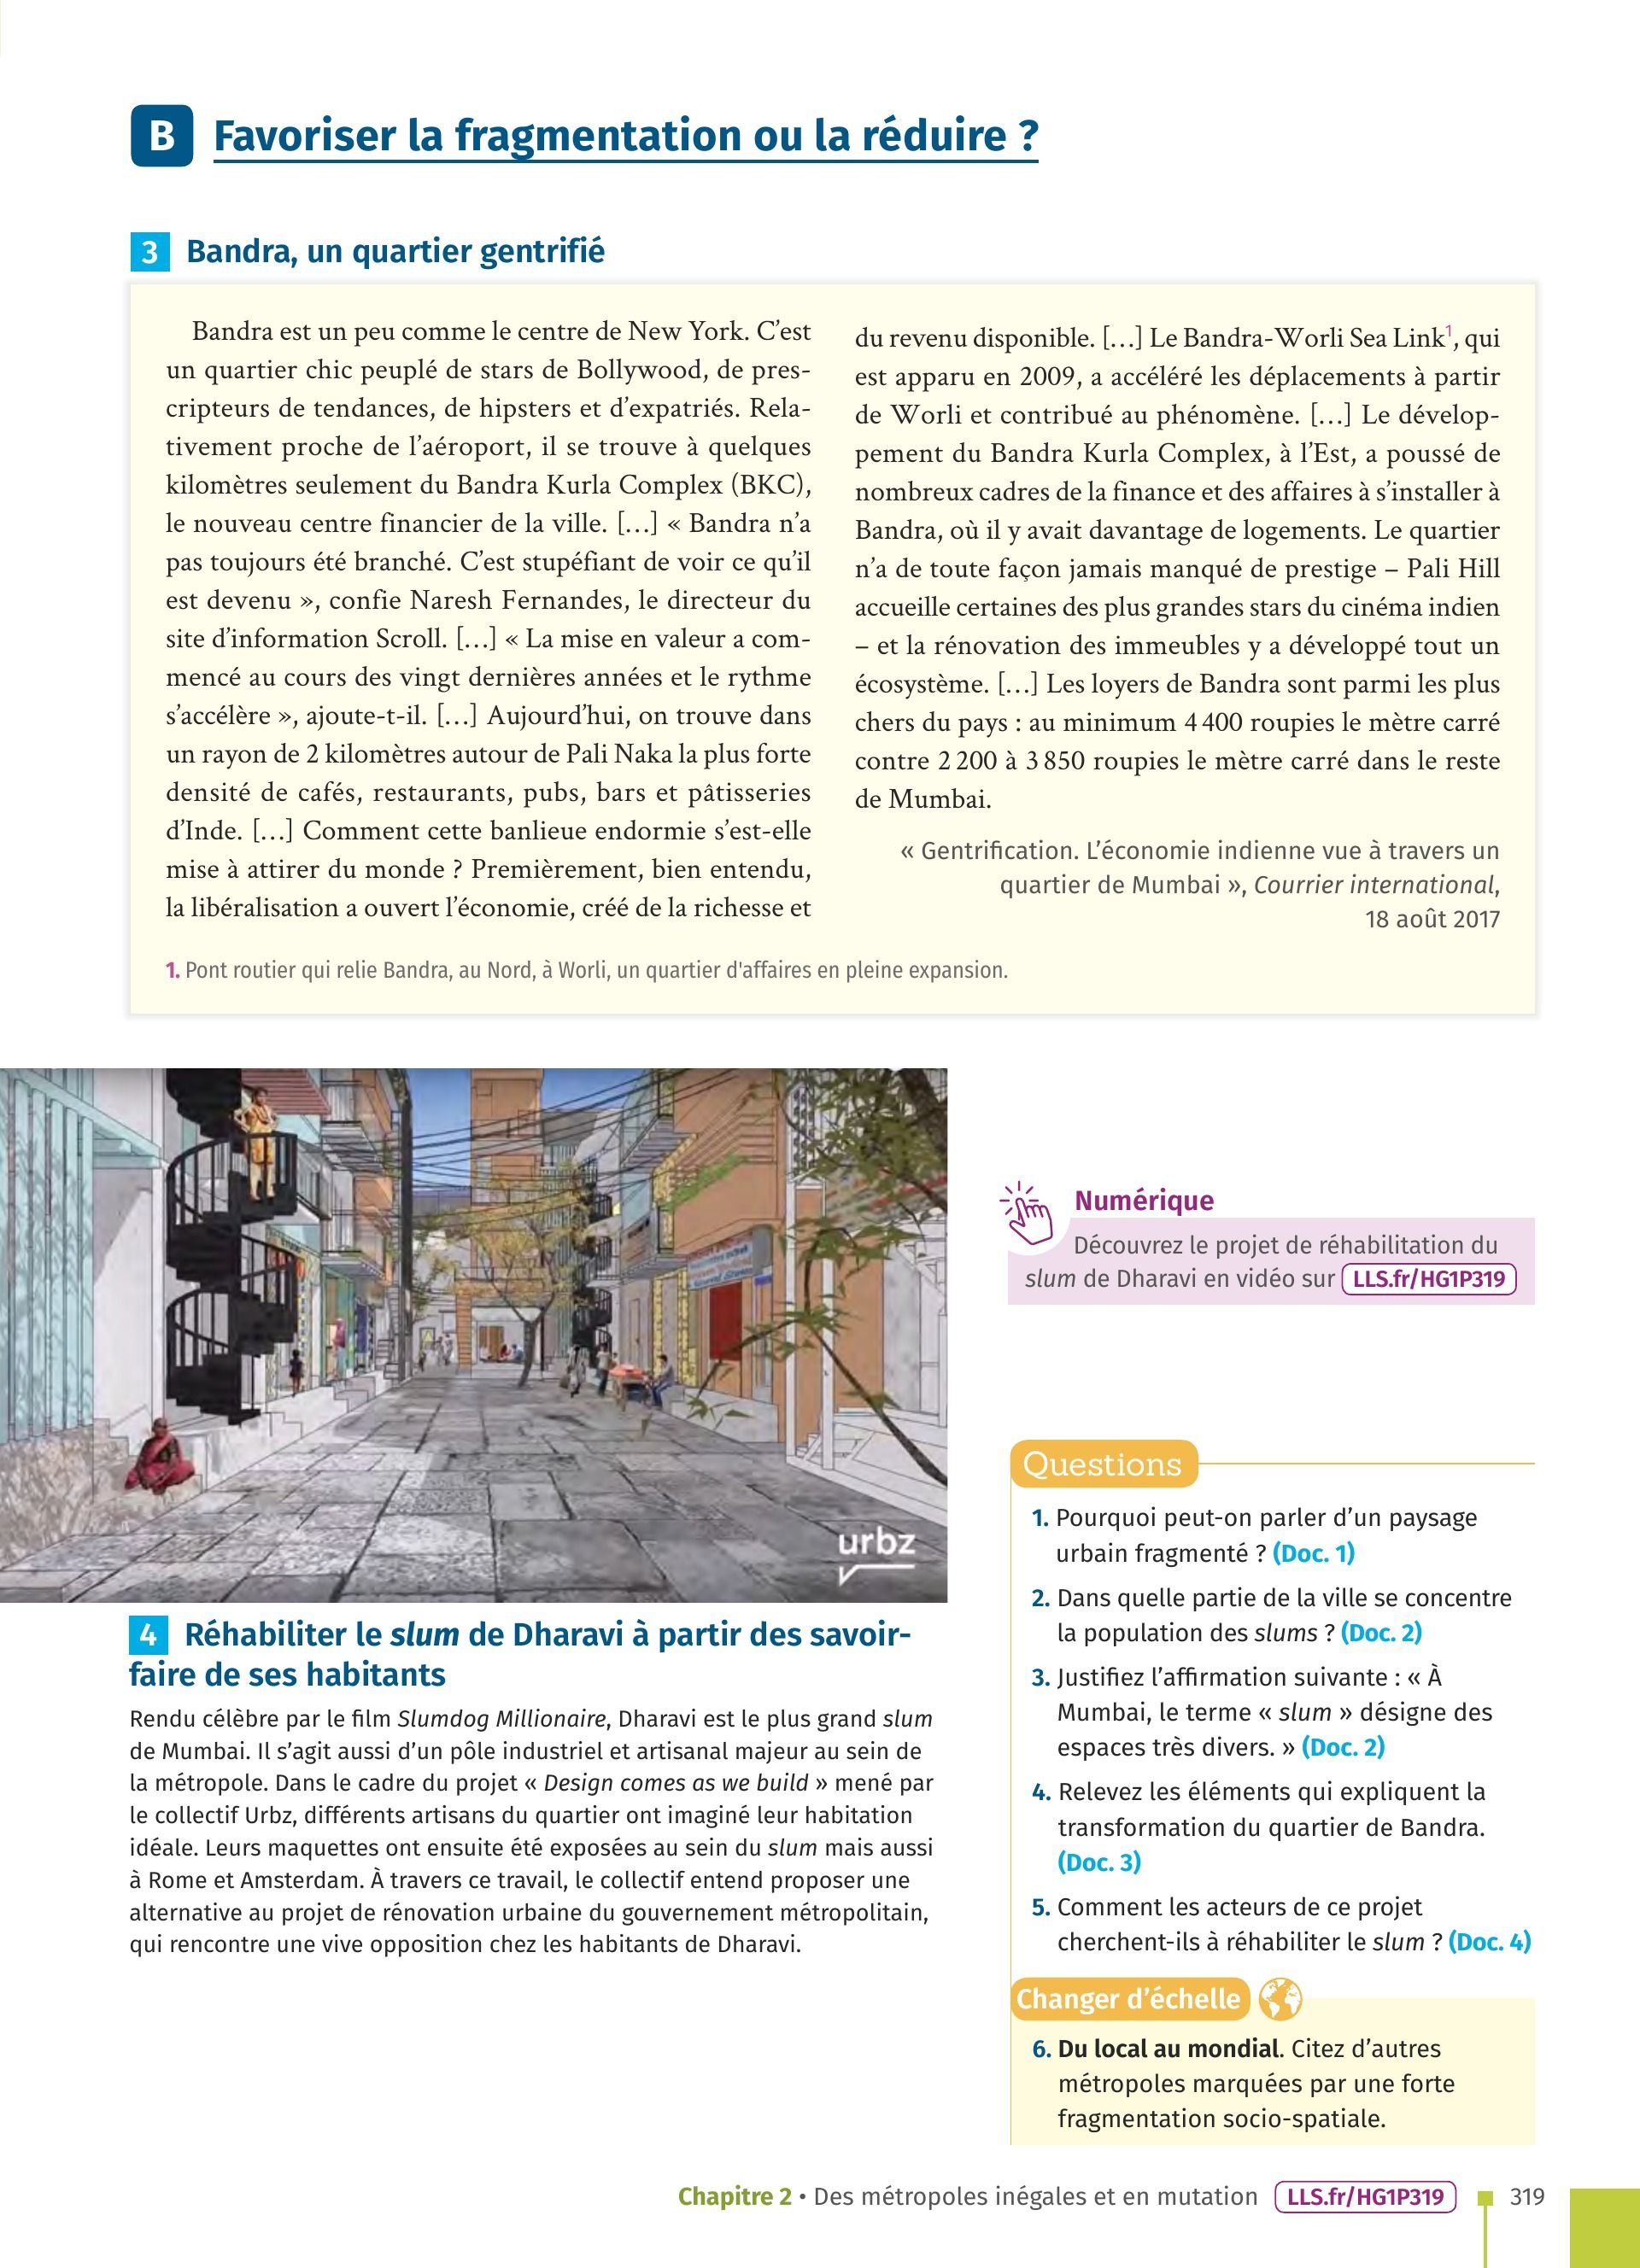 B Favoriser la fragmentation ou la réduire ?
3 Bandra, un quartier gentrifié
Bandra est un peu comme le centre de New York. C’est
un quartier chic peuplé de stars de Bollywood, de pres-
cripteurs de tendances, de hipsters et d’expatriés. Rela-
tivement proche de l’aéroport, il se trouve à quelques
kilomètres seulement du Bandra Kurla Complex (BKC),
le nouveau centre financier de la ville. […] « Bandra n’a
pas toujours été branché. C’est stupéfiant de voir ce qu’il
est devenu », confie Naresh Fernandes, le directeur du
site d’information Scroll. […] « La mise en valeur a com-
mencé au cours des vingt dernières années et le rythme
s’accélère », ajoute-t-il. […] Aujourd’hui, on trouve dans
un rayon de 2 kilomètres autour de Pali Naka la plus forte
densité de cafés, restaurants, pubs, bars et pâtisseries
d’Inde. […] Comment cette banlieue endormie s’est-elle
mise à attirer du monde ? Premièrement, bien entendu,
la libéralisation a ouvert l’économie, créé de la richesse et
du revenu disponible. […] Le Bandra-Worli Sea Link1, qui
est apparu en 2009, a accéléré les déplacements à partir
de Worli et contribué au phénomène. […] Le dévelop-
pement du Bandra Kurla Complex, à l’Est, a poussé de
nombreux cadres de la finance et des affaires à s’installer à
Bandra, où il y avait davantage de logements. Le quartier
n’a de toute façon jamais manqué de prestige – Pali Hill
accueille certaines des plus grandes stars du cinéma indien
– et la rénovation des immeubles y a développé tout un
écosystème. […] Les loyers de Bandra sont parmi les plus
chers du pays : au minimum 4 400 roupies le mètre carré
contre 2 200 à 3 850 roupies le mètre carré dans le reste
de Mumbai.
« Gentrification. L’économie indienne vue à travers un
quartier de Mumbai », Courrier international,
18 août 2017
1. Pont routier qui relie Bandra, au Nord, à Worli, un quartier d'affaires en pleine expansion.
urbz
4 Réhabiliter le slum de Dharavi à partir des savoir-
faire de ses habitants
Rendu célèbre par le film Slumdog Millionaire, Dharavi est le plus grand slum
de Mumbai. Il s’agit aussi d’un pôle industriel et artisanal majeur au sein de
la métropole. Dans le cadre du projet « Design comes as we build » mené par
le collectif Urbz, différents artisans du quartier ont imaginé leur habitation
idéale. Leurs maquettes ont ensuite été exposées au sein du slum mais aussi
à Rome et Amsterdam. À travers ce travail, le collectif entend proposer une
alternative au projet de rénovation urbaine du gouvernement métropolitain,
qui rencontre une vive opposition chez les habitants de Dharavi.
Numérique
Découvrez le projet de réhabilitation du
slum de Dharavi en vidéo sur LLS.fr/HG1P319
Questions
1. Pourquoi peut-on parler d’un paysage
urbain fragmenté ? (Doc. 1)
2. Dans quelle partie de la ville se concentre
la population des slums ? (Doc. 2)
3. Justifiez l’affirmation suivante : « À
Mumbai, le terme « slum » désigne des
espaces très divers. » (Doc. 2)
4. Relevez les éléments qui expliquent la
transformation du quartier de Bandra.
(Doc. 3)
5. Comment les acteurs de ce projet
cherchent-ils à réhabiliter le slum ? (Doc. 4)
Changer d’échelle
6. Du local au mondial. Citez d’autres
métropoles marquées par une forte
fragmentation socio-spatiale.
Chapitre 2 • Des métropoles inégales et en mutation LLS.fr/HG1P319 319